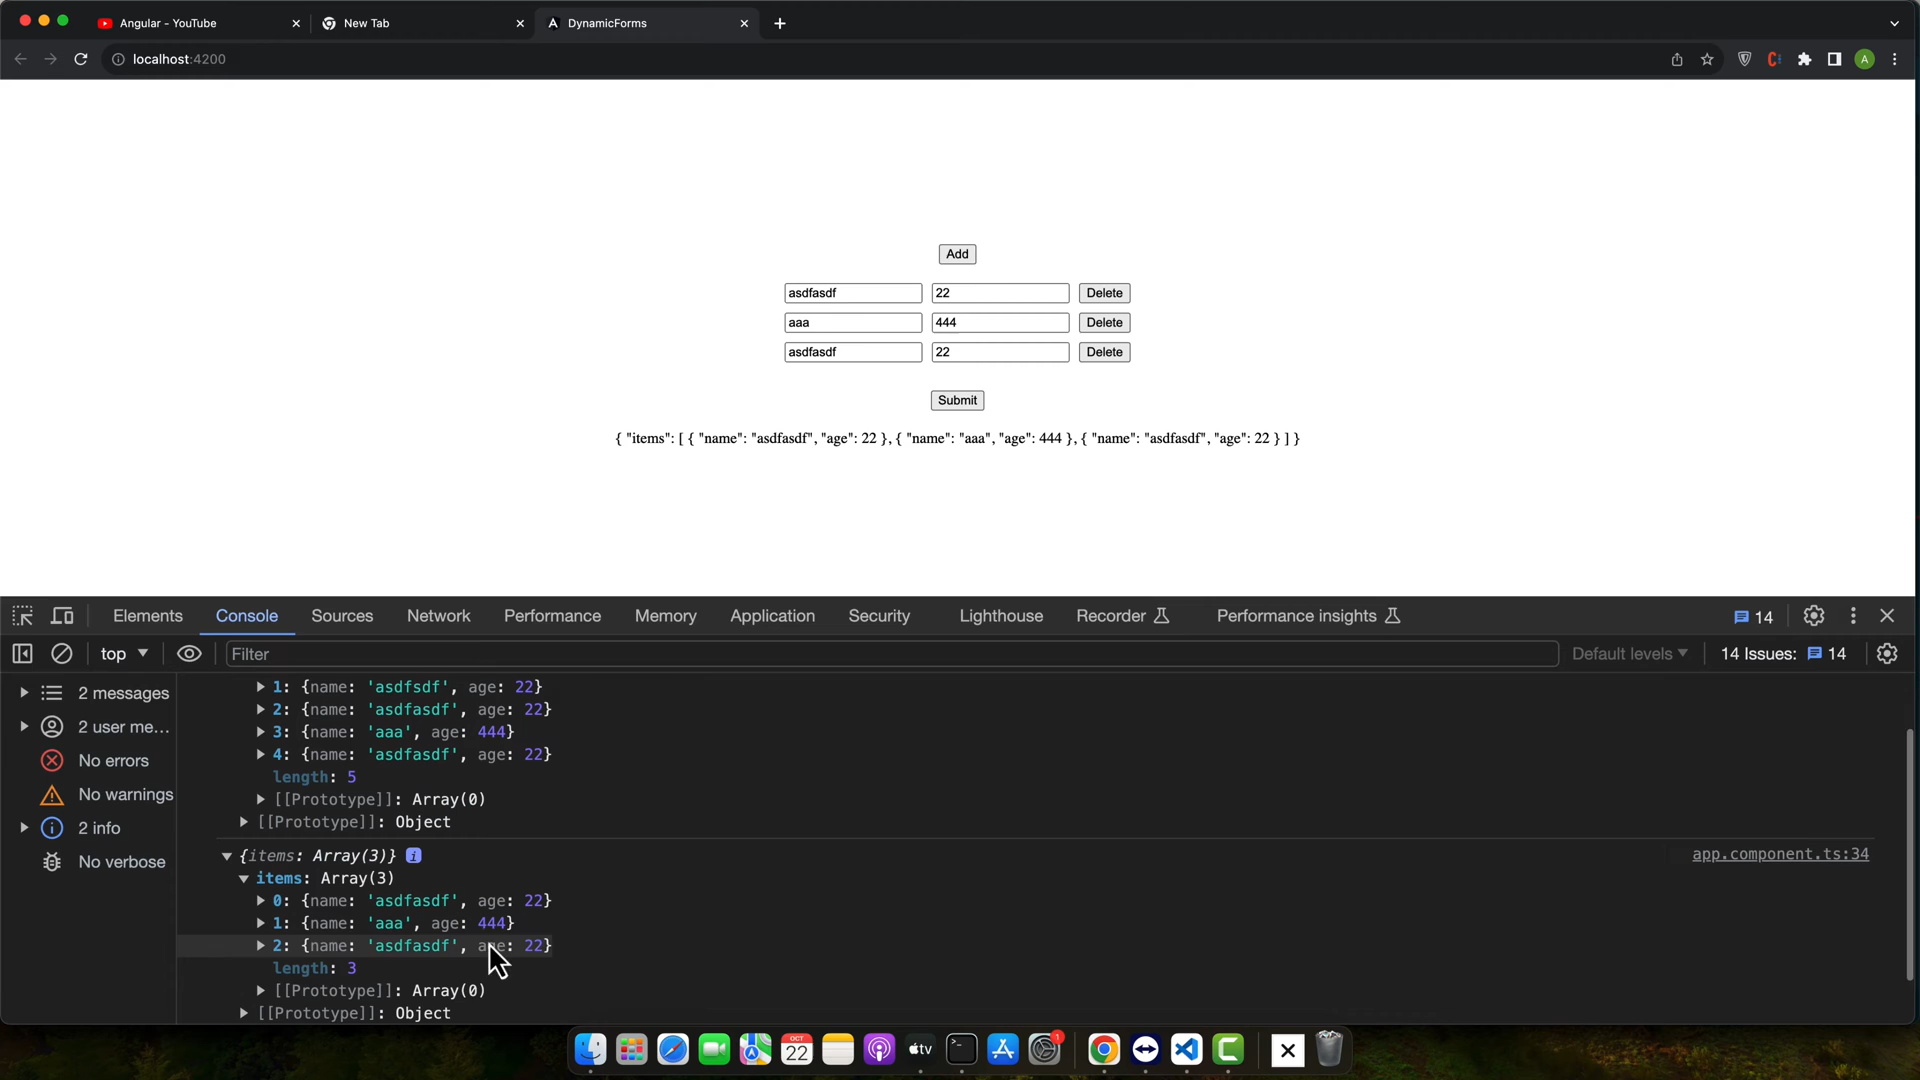 Angular - YouTube
New Tab
DynamicForms
localhost:4200
A
Add
asdfasdf 22 Delete
aaa 444 Delete
asdfasdf 22 Delete
Submit
{ "items": [ { "name": "asdfasdf", "age": 22 }, { "name": "aaa", "age": 444 }, { "name": "asdfasdf", "age": 22 } ] }
Elements Console Sources Network Performance Memory Application Security Lighthouse Recorder Performance insights 14
top Filter Default levels 14 Issues: 14
2 messages
2 user me...
No errors
No warnings
2 info
No verbose
1: {name: 'asdfsdf', age: 22}
2: {name: 'asdfasdf', age: 22}
3: {name: 'aaa', age: 444}
4: {name: 'asdfasdf', age: 22}
length: 5
[[Prototype]]: Array(0)
[[Prototype]]: Object
{items: Array(3)} i app.component.ts:34
items: Array(3)
0: {name: 'asdfasdf', age: 22}
1: {name: 'aaa', age: 444}
2: {name: 'asdfasdf', age: 22}
length: 3
[[Prototype]]: Array(0)
[[Prototype]]: Object
OCT
22
tv
1